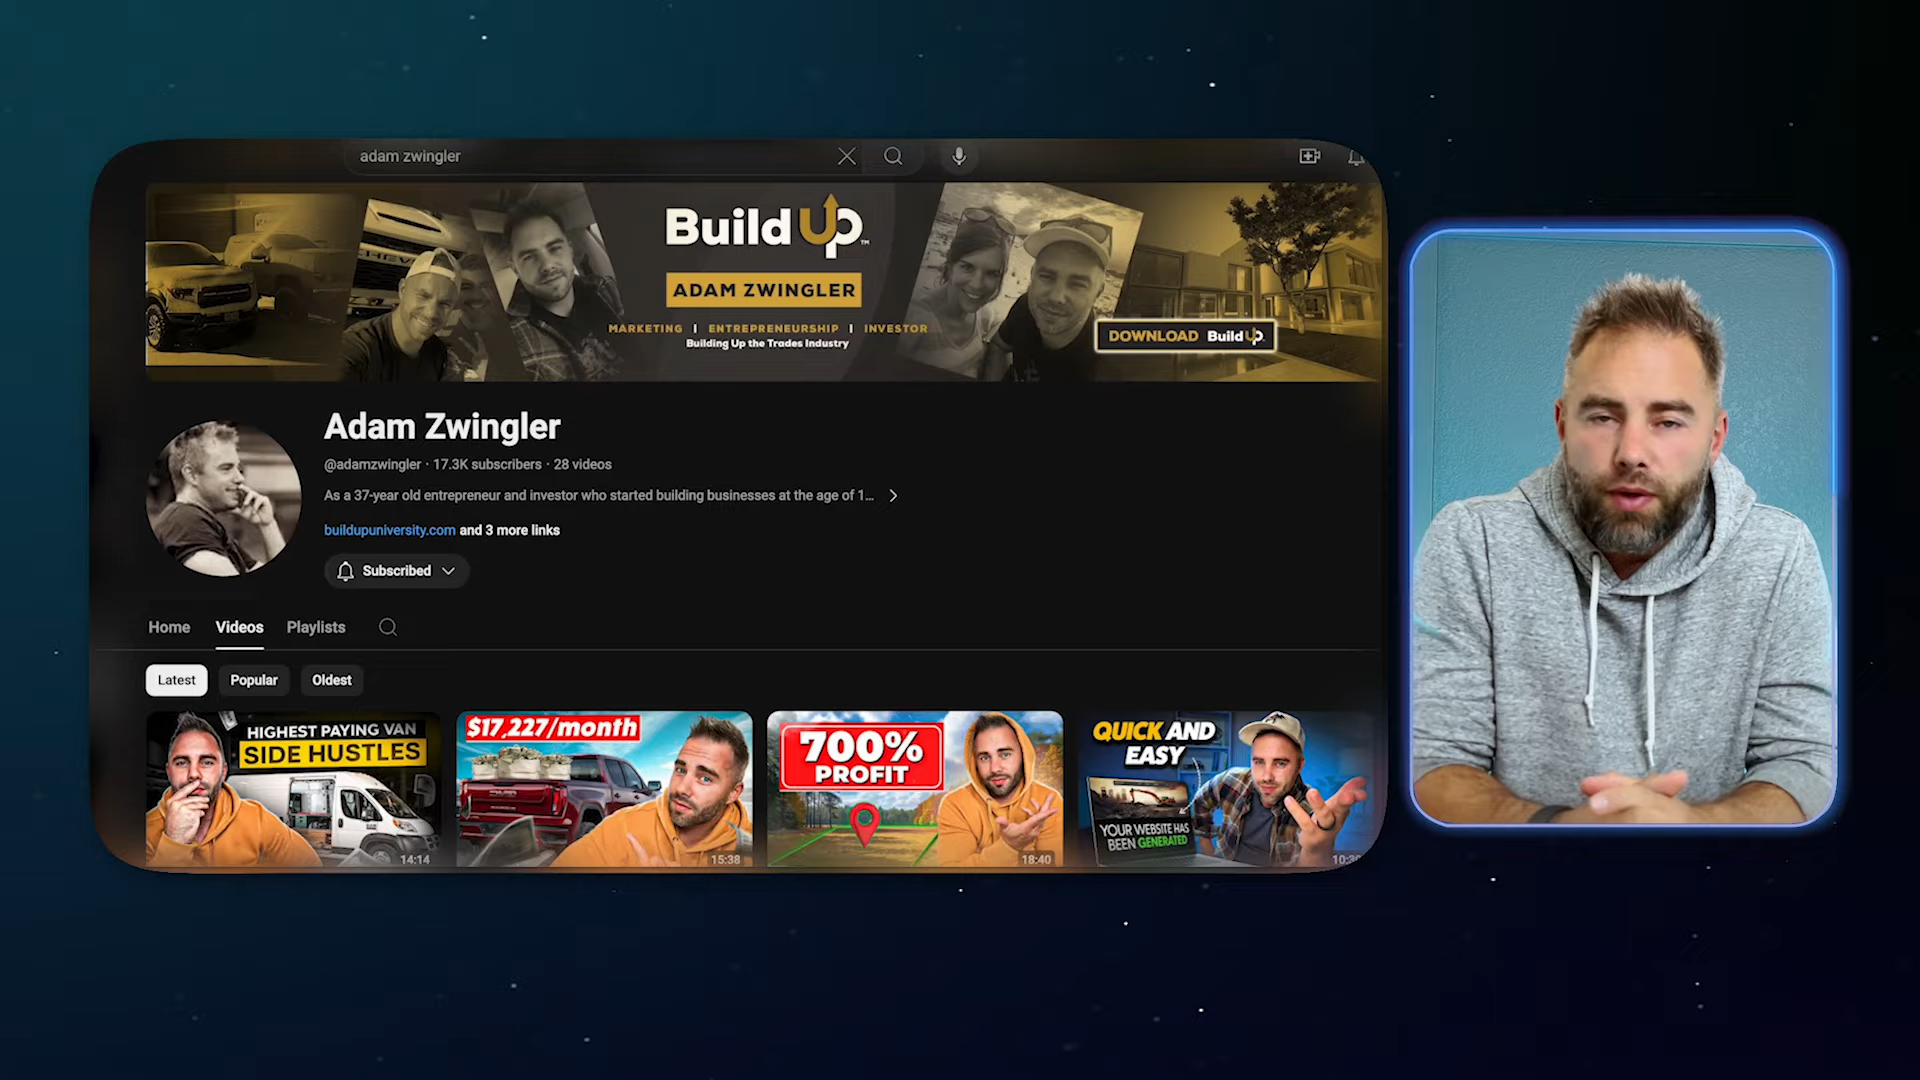 adam zwingler
Build Up™
ADAM ZWINGLER
MARKETING | ENTREPRENEURSHIP | INVESTOR
Building Up the Trades Industry
DOWNLOAD Build Up
Adam Zwingler
@adamzwingler · 17.3K subscribers · 28 videos
As a 37-year old entrepreneur and investor who started building businesses at the age of 1...
buildupuniversity.com and 3 more links
Subscribed
Home Videos Playlists
Latest Popular Oldest
HIGHEST PAYING VAN
SIDE HUSTLES
14:14
$17,227/month
15:38
700%
PROFIT
18:40
QUICK AND
EASY
YOUR WEBSITE HAS
BEEN GENERATED